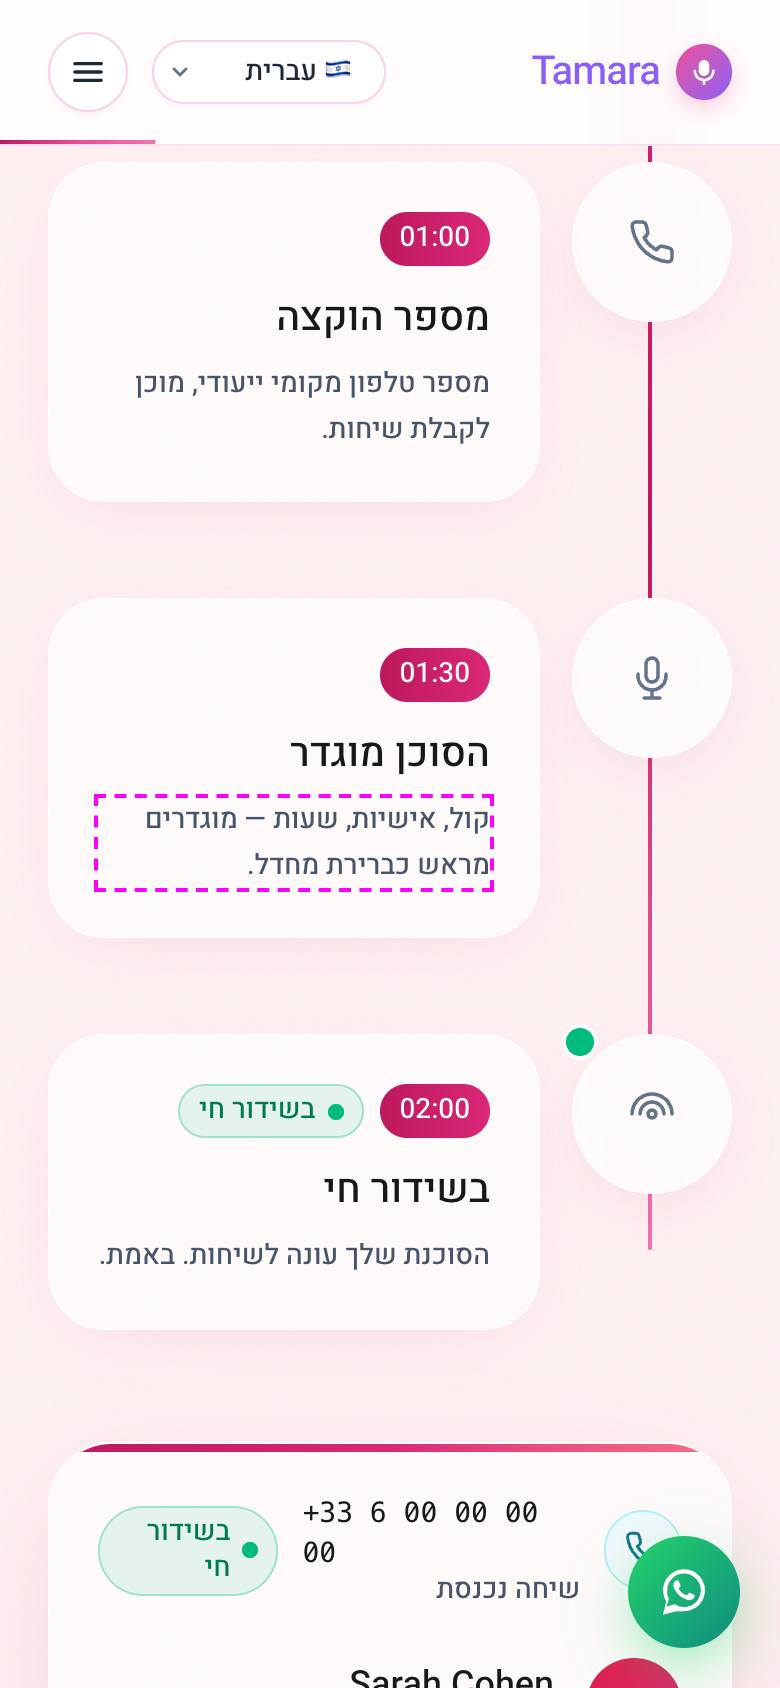 Tamara
עברית
01:00
מספר הוקצה
מספר טלפון מקומי ייעודי, מוכן
לקבלת שיחות.
01:30
הסוכן מוגדר
קול, אישיות, שעות — מוגדרים
מראש כברירת מחדל.
02:00
בשידור חי
בשידור חי
הסוכנת שלך עונה לשיחות. באמת.
+33 6 00 00 00
00
שיחה נכנסת
בשידור
חי
Sarah Cohen